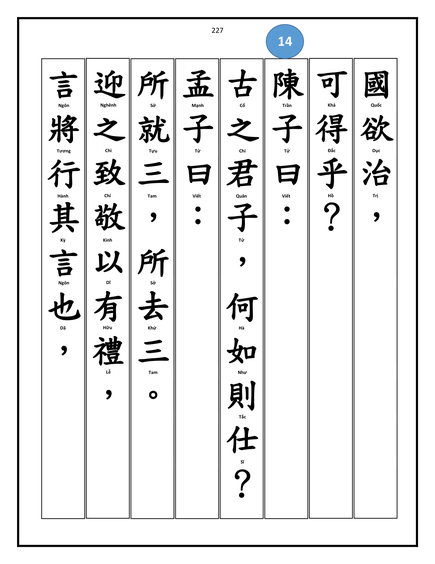 227
14
國欲治，
Quốc Dục Trị
可得乎？
Khả Đắc Hồ
陳子曰：
Trần Tử Viết
古之君子，何如則仕？
Cổ Chi Quân Tử Hà Như Tắc Sĩ
孟子曰：
Mạnh Tử Viết
所就三，所去三。
Sở Tựu Tam Sở Khứ Tam
迎之致敬以有禮，
Nghênh Chi Chí Kính Dĩ Hữu Lễ
言將行其言也，
Ngôn Tương Hành Kỳ Ngôn Dã